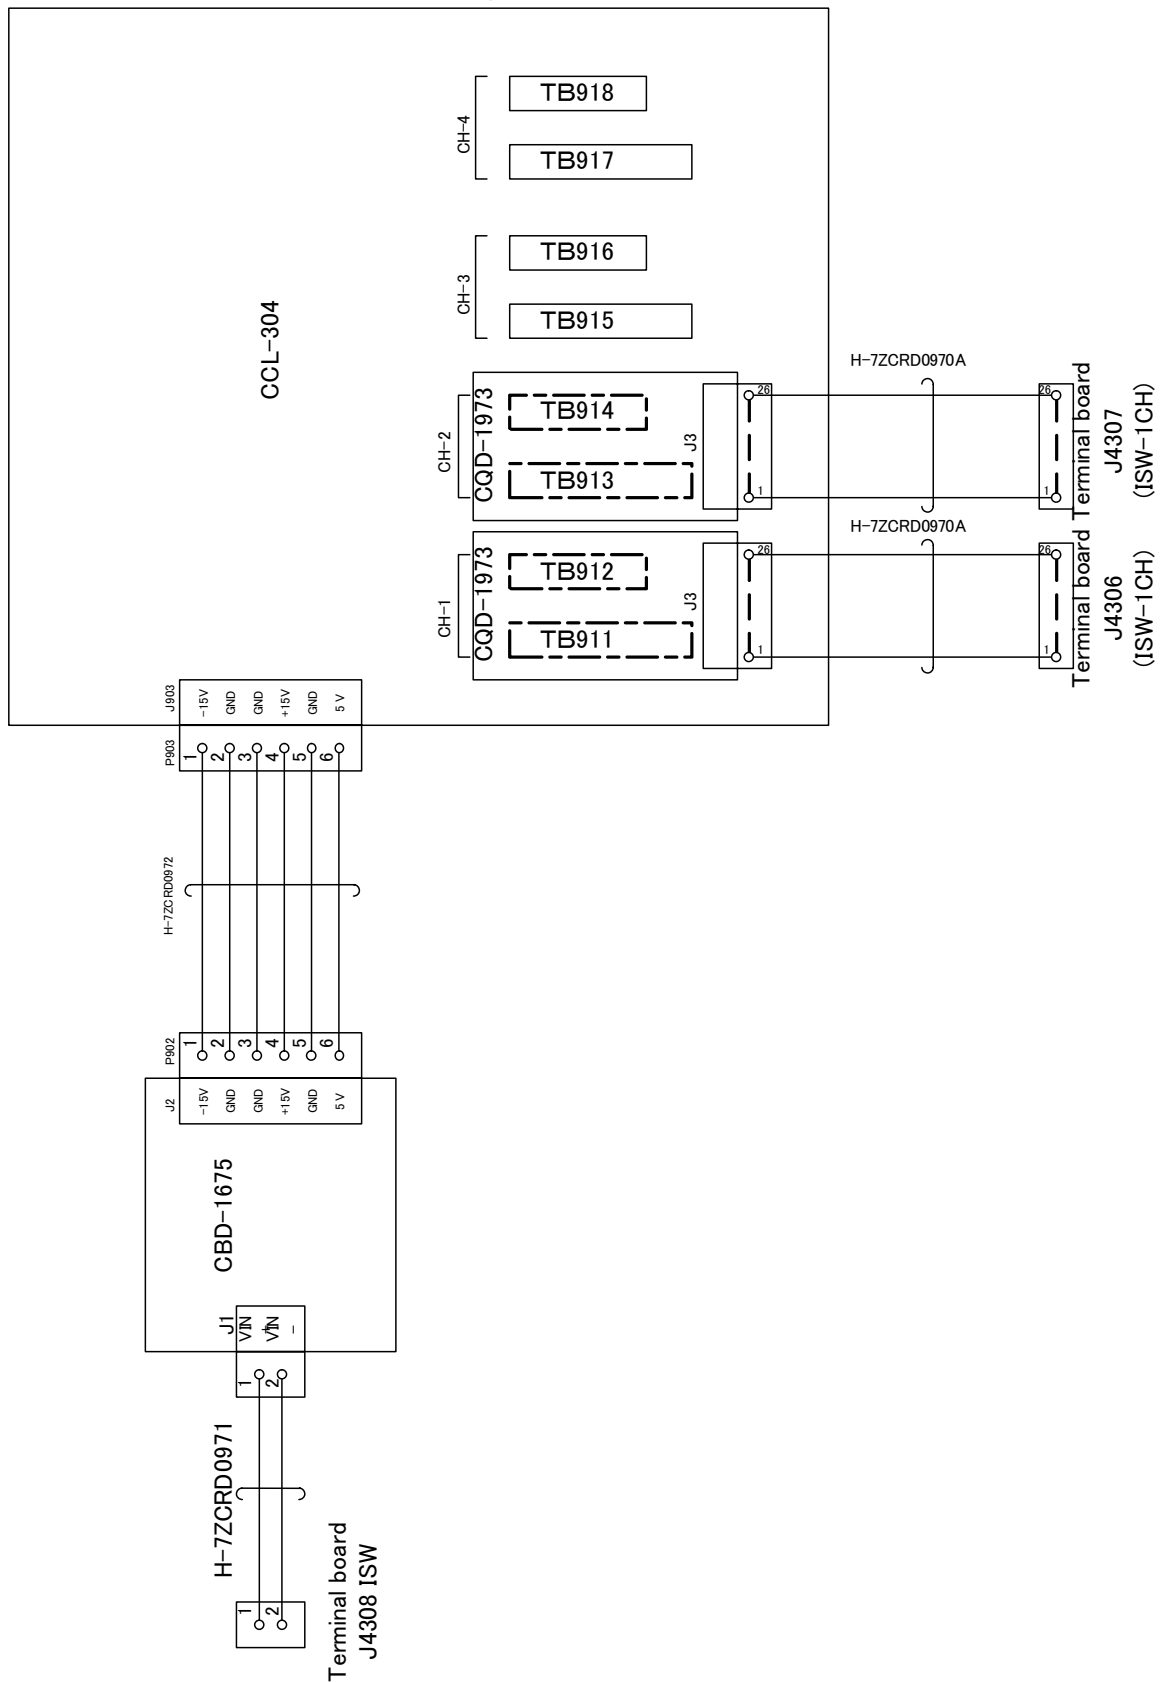 TB918
CH-4
TB917
TB916
CH-3
TB915
CCL-304
H-7ZCRD0970A
CQD-1973
CH-2
TB914
TB913
J3
26
1
26
1
Terminal board
J4307
(ISW-1CH)
H-7ZCRD0970A
CQD-1973
CH-1
TB912
TB911
J3
26
1
26
1
Terminal board
J4306
(ISW-1CH)
J903
-15V
GND
GND
+15V
GND
5 V
P903
1
2
3
4
5
6
H-7ZCRD0972
P902
1
2
3
4
5
6
J2
-15V
GND
GND
+15V
GND
5 V
CBD-1675
J1
VIN
+
VIN
-
1
2
H-7ZCRD0971
1
2
Terminal board
J4308 ISW